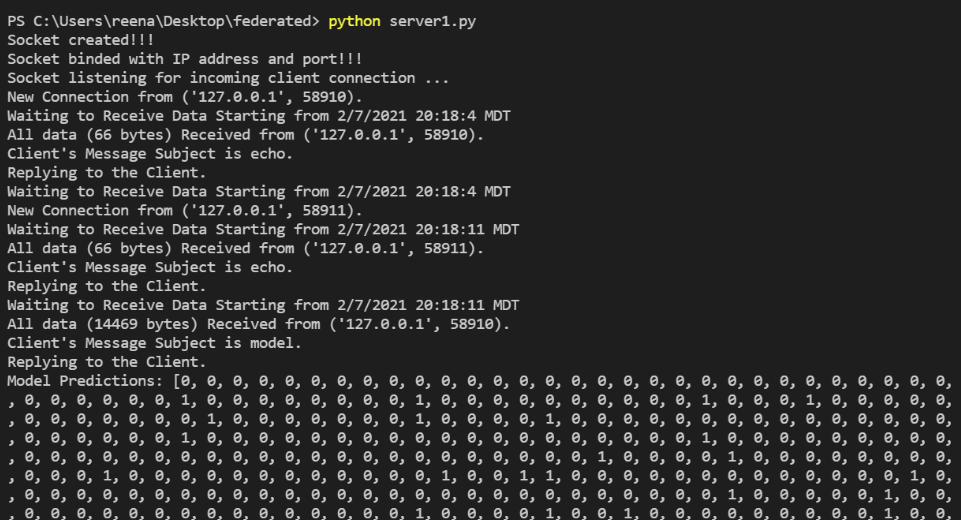 PS C:\Users\reena\Desktop\federated> python server1.py
Socket created!!!
Socket binded with IP address and port!!!
Socket listening for incoming client connection ...
New Connection from ('127.0.0.1', 58910).
Waiting to Receive Data Starting from 2/7/2021 20:18:4 MDT
All data (66 bytes) Received from ('127.0.0.1', 58910).
Client's Message Subject is echo.
Replying to the Client.
Waiting to Receive Data Starting from 2/7/2021 20:18:4 MDT
New Connection from ('127.0.0.1', 58911).
Waiting to Receive Data Starting from 2/7/2021 20:18:11 MDT
All data (66 bytes) Received from ('127.0.0.1', 58911).
Client's Message Subject is echo.
Replying to the Client.
Waiting to Receive Data Starting from 2/7/2021 20:18:11 MDT
All data (14469 bytes) Received from ('127.0.0.1', 58910).
Client's Message Subject is model.
Replying to the Client.
Model Predictions: [0, 0, 0, 0, 0, 0, 0, 0, 0, 0, 0, 0, 0, 0, 0, 0, 0, 0, 0, 0, 0, 0, 0, 0, 0, 0, 0, 0, 0, 0,
, 0, 0, 0, 0, 0, 0, 1, 0, 0, 0, 0, 0, 0, 0, 0, 1, 0, 0, 0, 0, 0, 0, 0, 0, 0, 0, 1, 0, 0, 0, 1, 0, 0, 0, 0, 0,
, 0, 0, 0, 0, 0, 0, 0, 1, 0, 0, 0, 0, 0, 0, 0, 1, 0, 0, 0, 0, 1, 0, 0, 0, 0, 0, 0, 0, 0, 0, 0, 0, 0, 0, 0, 0,
, 0, 0, 0, 0, 0, 0, 1, 0, 0, 0, 0, 0, 0, 0, 0, 0, 0, 0, 0, 0, 0, 0, 0, 0, 0, 0, 1, 0, 0, 0, 0, 0, 0, 0, 0, 0,
, 0, 0, 0, 0, 0, 0, 0, 0, 0, 0, 0, 0, 0, 0, 0, 0, 0, 0, 0, 0, 0, 0, 1, 0, 0, 0, 0, 1, 0, 0, 0, 0, 0, 0, 0, 0,
, 0, 0, 0, 1, 0, 0, 0, 0, 0, 0, 0, 0, 0, 0, 0, 0, 1, 0, 0, 1, 1, 0, 0, 0, 0, 0, 0, 0, 0, 0, 0, 0, 0, 0, 1, 0,
, 0, 0, 0, 0, 0, 0, 0, 0, 0, 0, 0, 0, 0, 0, 0, 0, 0, 0, 0, 0, 0, 0, 0, 0, 0, 0, 0, 1, 0, 0, 0, 0, 0, 1, 0, 0,
, 0, 0, 0, 0, 0, 0, 0, 0, 0, 0, 0, 0, 0, 0, 0, 1, 0, 0, 0, 0, 1, 0, 0, 1, 0, 0, 0, 0, 0, 0, 0, 0, 0, 1, 0, 0,